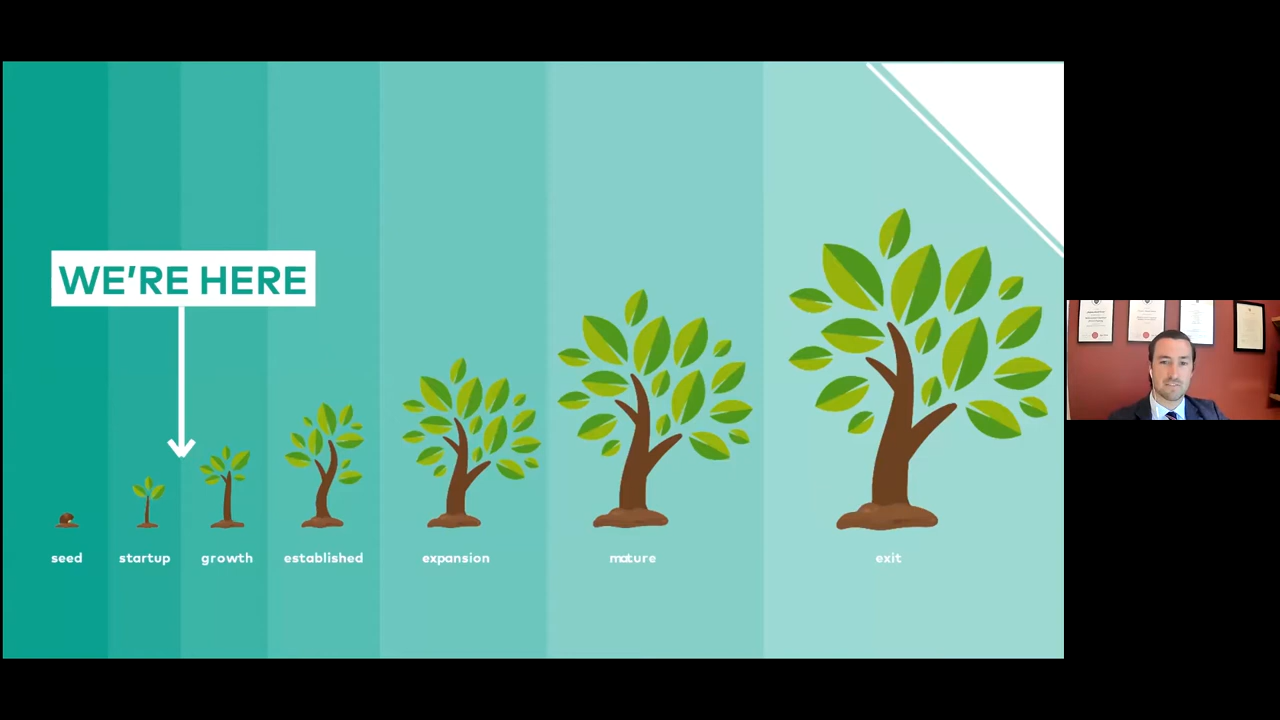 WE'RE HERE
seed
startup
growth
established
expansion
mature
exit